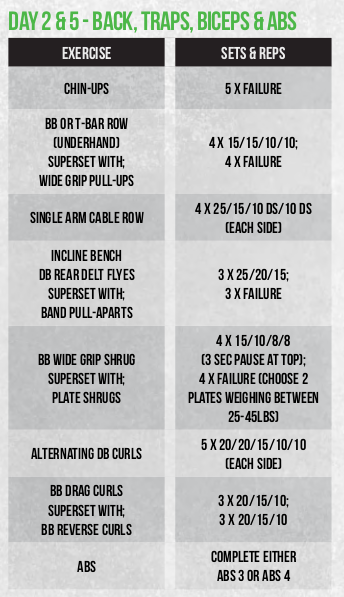 DAY 2 & 5 - BACK, TRAPS, BICEPS & ABS
EXERCISE
SETS & REPS
CHIN-UPS
5 X FAILURE
BB OR T-BAR ROW
(UNDERHAND)
SUPERSET WITH;
WIDE GRIP PULL-UPS
4 X 15/15/10/10;
4 X FAILURE
SINGLE ARM CABLE ROW
4 X 25/15/10 DS/10 DS
(EACH SIDE)
INCLINE BENCH
DB REAR DELT FLYES
SUPERSET WITH;
BAND PULL-APARTS
3 X 25/20/15;
3 X FAILURE
BB WIDE GRIP SHRUG
SUPERSET WITH;
PLATE SHRUGS
4 X 15/10/8/8
(3 SEC PAUSE AT TOP);
4 X FAILURE (CHOOSE 2
PLATES WEIGHING BETWEEN
25-45LBS)
ALTERNATING DB CURLS
5 X 20/20/15/10/10
(EACH SIDE)
BB DRAG CURLS
SUPERSET WITH;
BB REVERSE CURLS
3 X 20/15/10;
3 X 20/15/10
ABS
COMPLETE EITHER
ABS 3 OR ABS 4